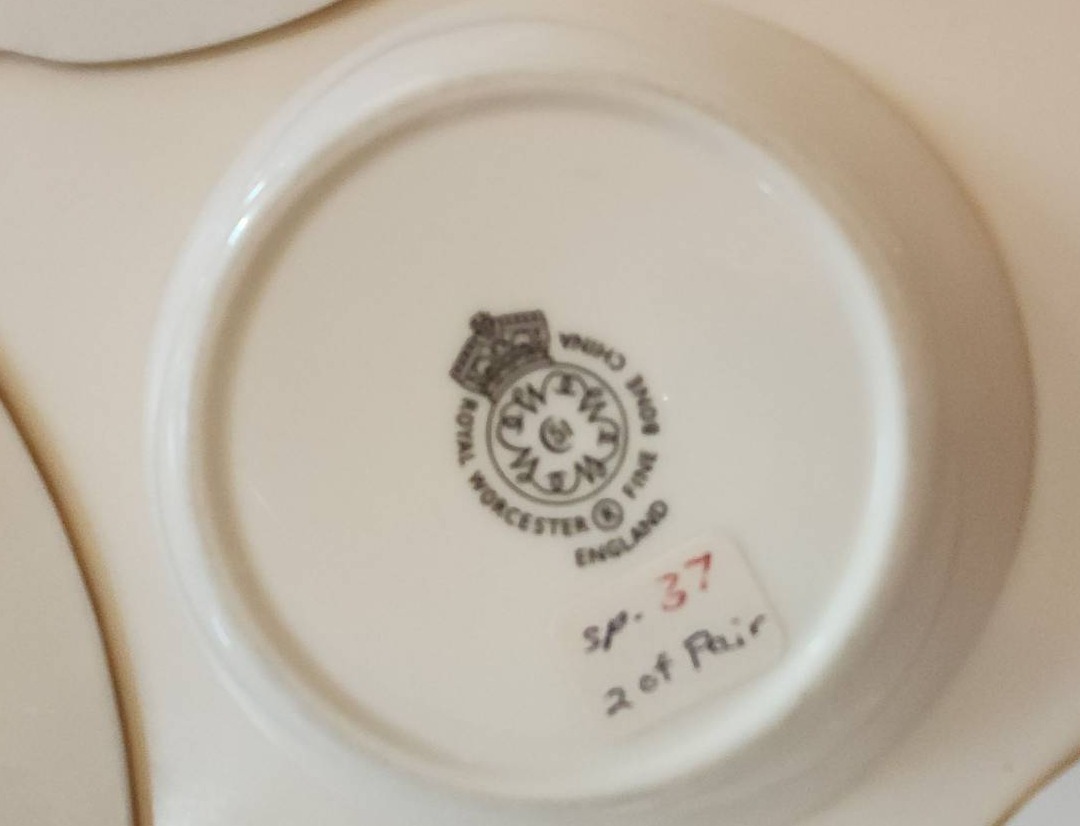 ROYAL WORCESTER ® FINE BONE CHINA
ENGLAND
sp. 37
2 of Pair